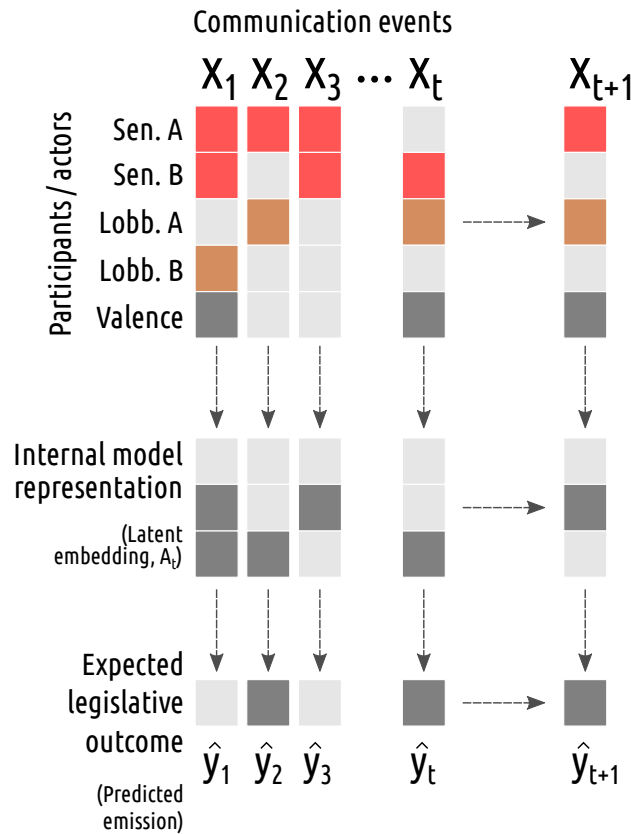 Communication events
X1 X2 X3 ... Xt Xt+1
Participants / actors
Sen. A
Sen. B
Lobb. A
Lobb. B
Valence
Internal model
representation
(Latent
embedding, At)
Expected
legislative
outcome
ŷ1 ŷ2 ŷ3 ŷt ŷt+1
(Predicted
emission)